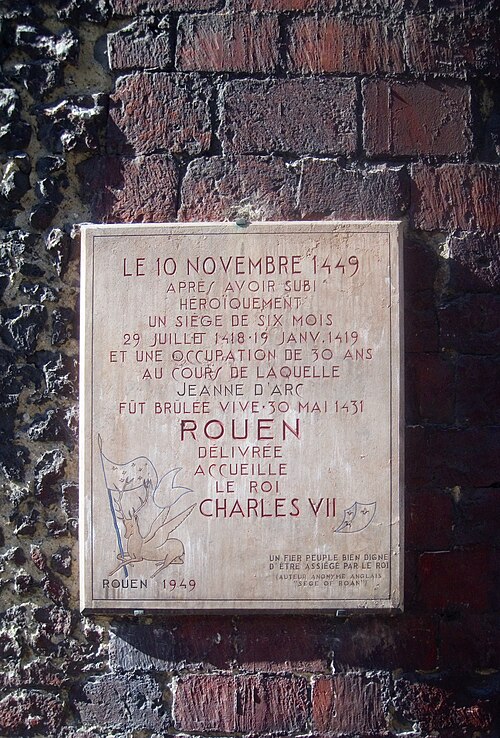 LE 10 NOVEMBRE 1449
APRÈS AVOIR SUBI
HÉROÏQUEMENT
UN SIÈGE DE SIX MOIS
29 JUILLET 1418 · 19 JANV. 1419
ET UNE OCCUPATION DE 30 ANS
AU COURS DE LAQUELLE
JEANNE D'ARC
FÛT BRÛLÉE VIVE · 30 MAI 1431
ROUEN
DÉLIVRÉE
ACCUEILLE
LE ROI
CHARLES VII
UN FIER PEUPLE BIEN DIGNE
D'ÊTRE ASSIÉGÉ PAR LE ROI
(AUTEUR ANONYME ANGLAIS
"SEGE OF ROAN")
ROUEN 1949